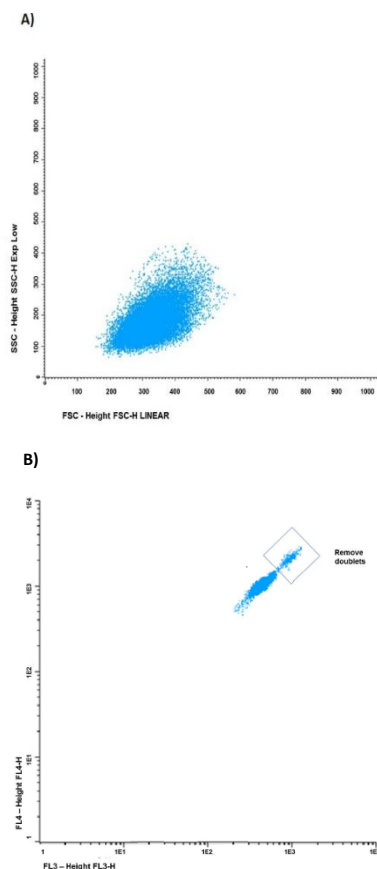 A)
1000
900
800
700
600
500
400
300
200
100
0
SSC - Height SSC-H Exp Low
0
100 200 300 400 500 600 700 800 900 1000
FSC - Height FSC-H LINEAR
B)
1E4
1E3
1E2
1E1
1
FL4 – Height FL4-H
Remove
doublets
1 1E1 1E2 1E3
FL3 – Height FL3-H